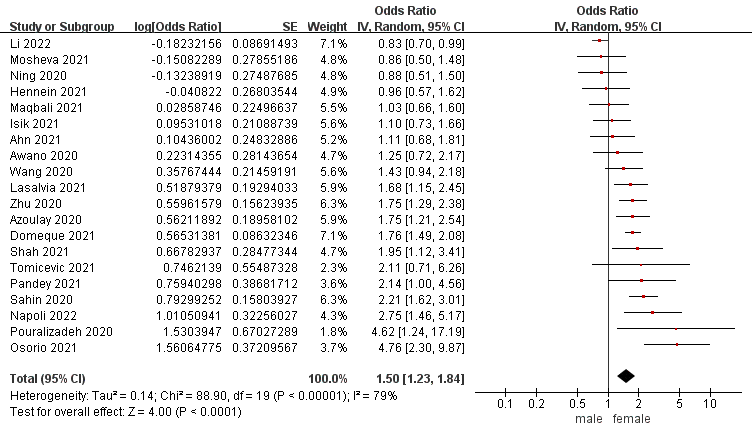 Odds Ratio Odds Ratio
Study or Subgroup log[Odds Ratio] SE Weight IV, Random, 95% CI IV, Random, 95% CI
Li 2022 -0.18232156 0.08691493 7.1% 0.83 [0.70, 0.99]
Mosheva 2021 -0.15082289 0.27855186 4.8% 0.86 [0.50, 1.48]
Ning 2020 -0.13238919 0.27487685 4.8% 0.88 [0.51, 1.50]
Hennein 2021 -0.040822 0.26803544 4.9% 0.96 [0.57, 1.62]
Maqbali 2021 0.02858746 0.22496637 5.4% 1.03 [0.66, 1.60]
Isik 2021 0.09531018 0.21088739 5.6% 1.10 [0.73, 1.66]
Ahn 2021 0.10436002 0.24832886 5.1% 1.11 [0.68, 1.81]
Awano 2020 0.22314355 0.28143654 4.7% 1.25 [0.72, 2.17]
Wang 2020 0.35767444 0.21459191 5.6% 1.43 [0.94, 2.18]
Lasalvia 2021 0.51879379 0.19294033 5.9% 1.68 [1.15, 2.45]
Zhu 2020 0.55961579 0.15623935 6.3% 1.75 [1.29, 2.38]
Azoulay 2020 0.56211892 0.18958102 5.9% 1.75 [1.21, 2.54]
Domeque 2021 0.56531381 0.08632346 7.1% 1.76 [1.49, 2.08]
Shah 2021 0.66782937 0.28477344 4.7% 1.95 [1.12, 3.41]
Tomicevic 2021 0.7462139 0.55487328 2.3% 2.11 [0.71, 6.26]
Pandey 2021 0.75940298 0.38681712 3.6% 2.14 [1.00, 4.56]
Sahin 2020 0.79299252 0.15803927 6.3% 2.21 [1.62, 3.01]
Napoli 2022 1.01050941 0.32256027 4.3% 2.75 [1.46, 5.17]
Pouralizadeh 2020 1.5303947 0.67027289 1.8% 4.62 [1.24, 17.19]
Osorio 2021 1.56064775 0.37209567 3.7% 4.76 [2.30, 9.87]
Total (95% CI) 100.0% 1.50 [1.23, 1.84]
Heterogeneity: Tau² = 0.14; Chi² = 88.90, df = 19 (P < 0.00001); I² = 79%
Test for overall effect: Z = 4.00 (P < 0.0001)
0.1 0.2 0.5 1 2 5 10
male female